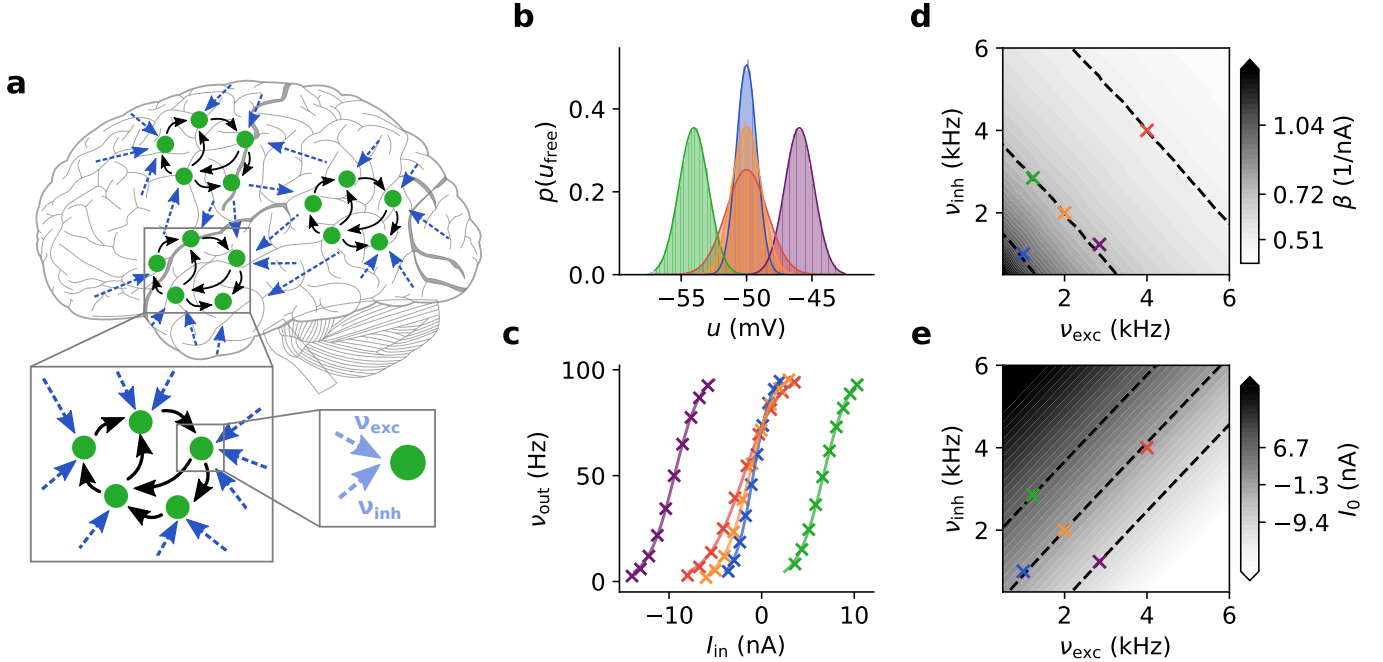 a
ν_exc
ν_inh
b
p(u_free)
0.4
0.2
0.0
−55
−50
−45
u (mV)
c
ν_out (Hz)
100
50
0
−10
0
10
I_in (nA)
d
ν_inh (kHz)
6
4
2
2
4
6
ν_exc (kHz)
1.04
0.72
0.51
β (1/nA)
e
ν_inh (kHz)
6
4
2
2
4
6
ν_exc (kHz)
6.7
−1.3
−9.4
I_0 (nA)